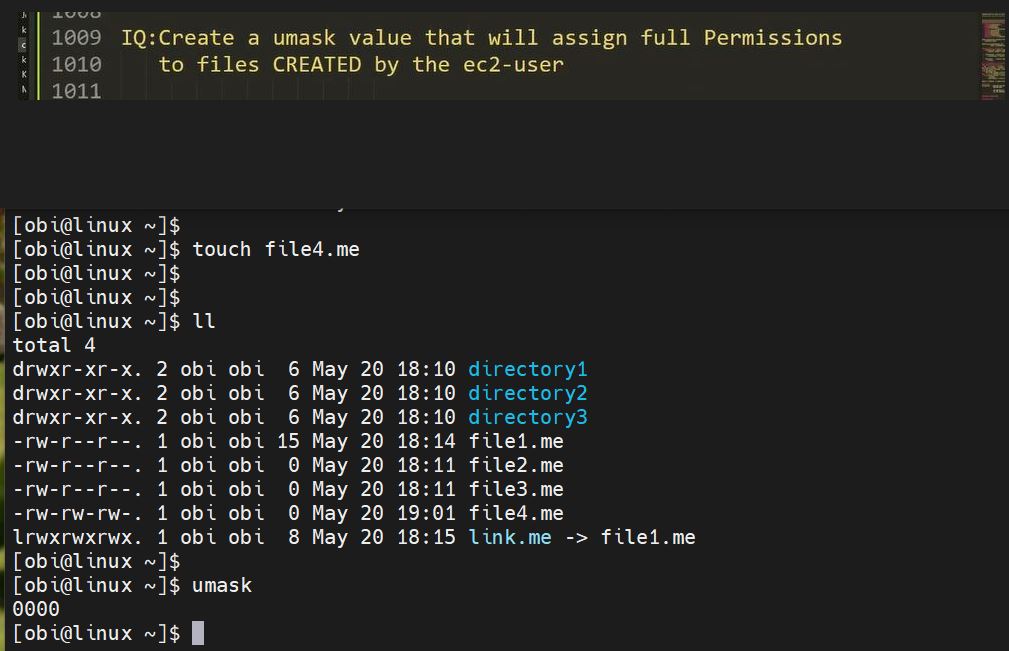 1008
1009 IQ:Create a umask value that will assign full Permissions
1010 to files CREATED by the ec2-user
1011
[obi@linux ~]$
[obi@linux ~]$ touch file4.me
[obi@linux ~]$
[obi@linux ~]$
[obi@linux ~]$ ll
total 4
drwxr-xr-x. 2 obi obi  6 May 20 18:10 directory1
drwxr-xr-x. 2 obi obi  6 May 20 18:10 directory2
drwxr-xr-x. 2 obi obi  6 May 20 18:10 directory3
-rw-r--r--. 1 obi obi 15 May 20 18:14 file1.me
-rw-r--r--. 1 obi obi  0 May 20 18:11 file2.me
-rw-r--r--. 1 obi obi  0 May 20 18:11 file3.me
-rw-rw-rw-. 1 obi obi  0 May 20 19:01 file4.me
lrwxrwxrwx. 1 obi obi  8 May 20 18:15 link.me -> file1.me
[obi@linux ~]$
[obi@linux ~]$ umask
0000
[obi@linux ~]$